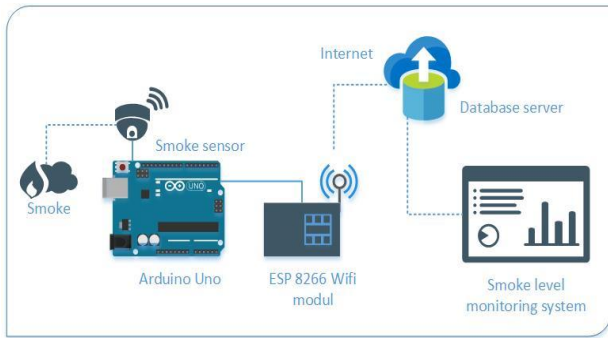 Internet
Database server
Smoke sensor
Smoke
UNO
Arduino Uno
ESP 8266 Wifi
modul
Smoke level
monitoring system